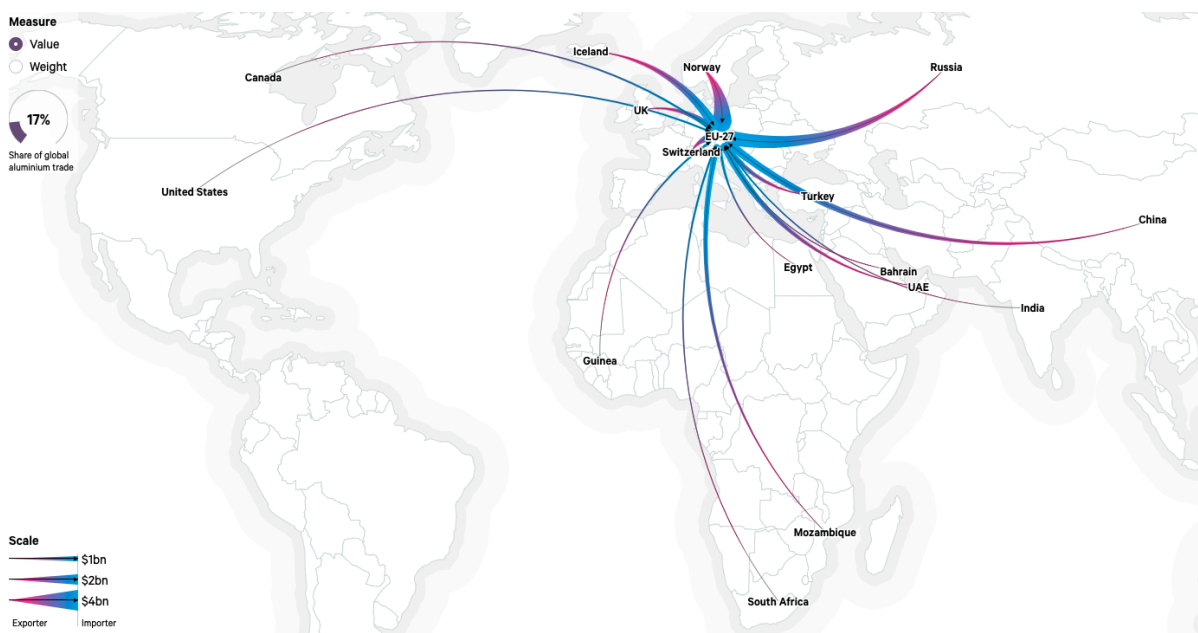 Measure
Value
Weight
17%
Share of global
aluminium trade
Canada
United States
Iceland
Norway
Russia
UK
EU-27
Switzerland
Turkey
China
Egypt
Bahrain
UAE
India
Guinea
Mozambique
South Africa
Scale
$1bn
$2bn
$4bn
Exporter
Importer